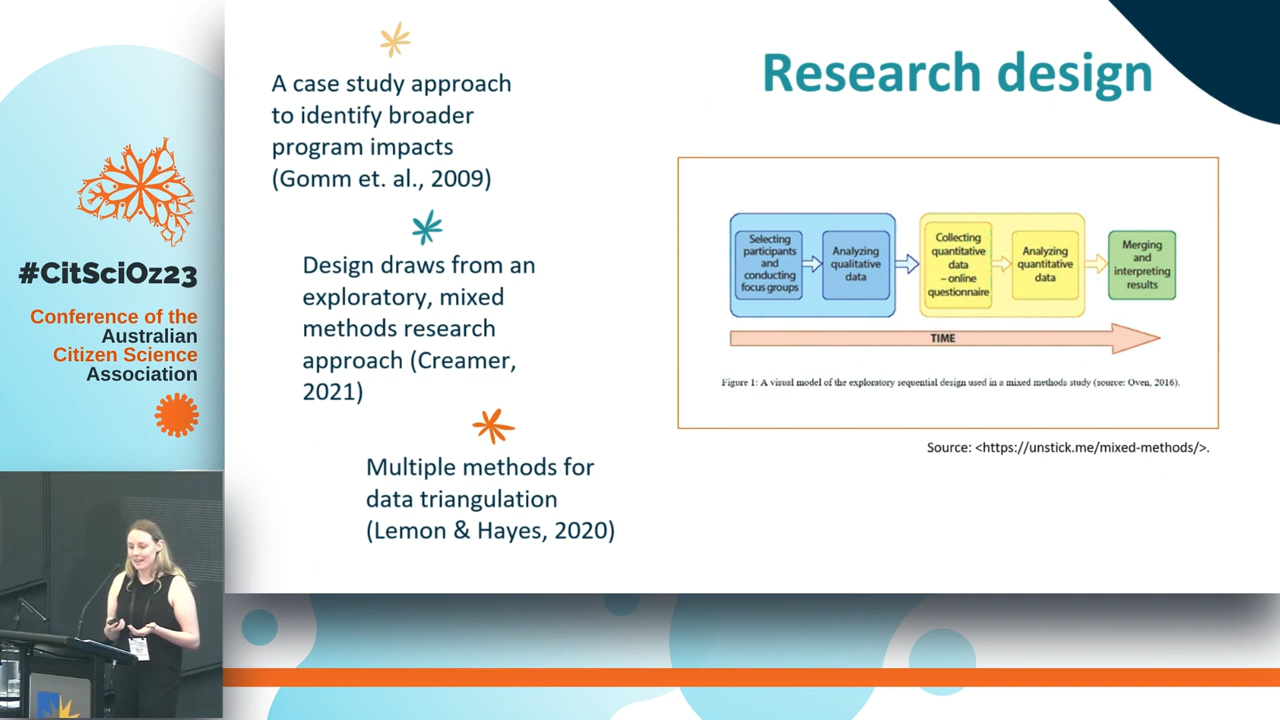 #CitSciOz23
Conference of the
Australian
Citizen Science
Association
Research design
A case study approach
to identify broader
program impacts
(Gomm et. al., 2009)
Design draws from an
exploratory, mixed
methods research
approach (Creamer,
2021)
Multiple methods for
data triangulation
(Lemon & Hayes, 2020)
Selecting
participants
and
conducting
focus groups
Analyzing
qualitative
data
Collecting
quantitative
data
– online
questionnaire
Analyzing
quantitative
data
Merging
and
interpreting
results
TIME
Figure 1: A visual model of the exploratory sequential design used in a mixed methods study (source: Oven, 2016).
Source: <https://unstick.me/mixed-methods/>.